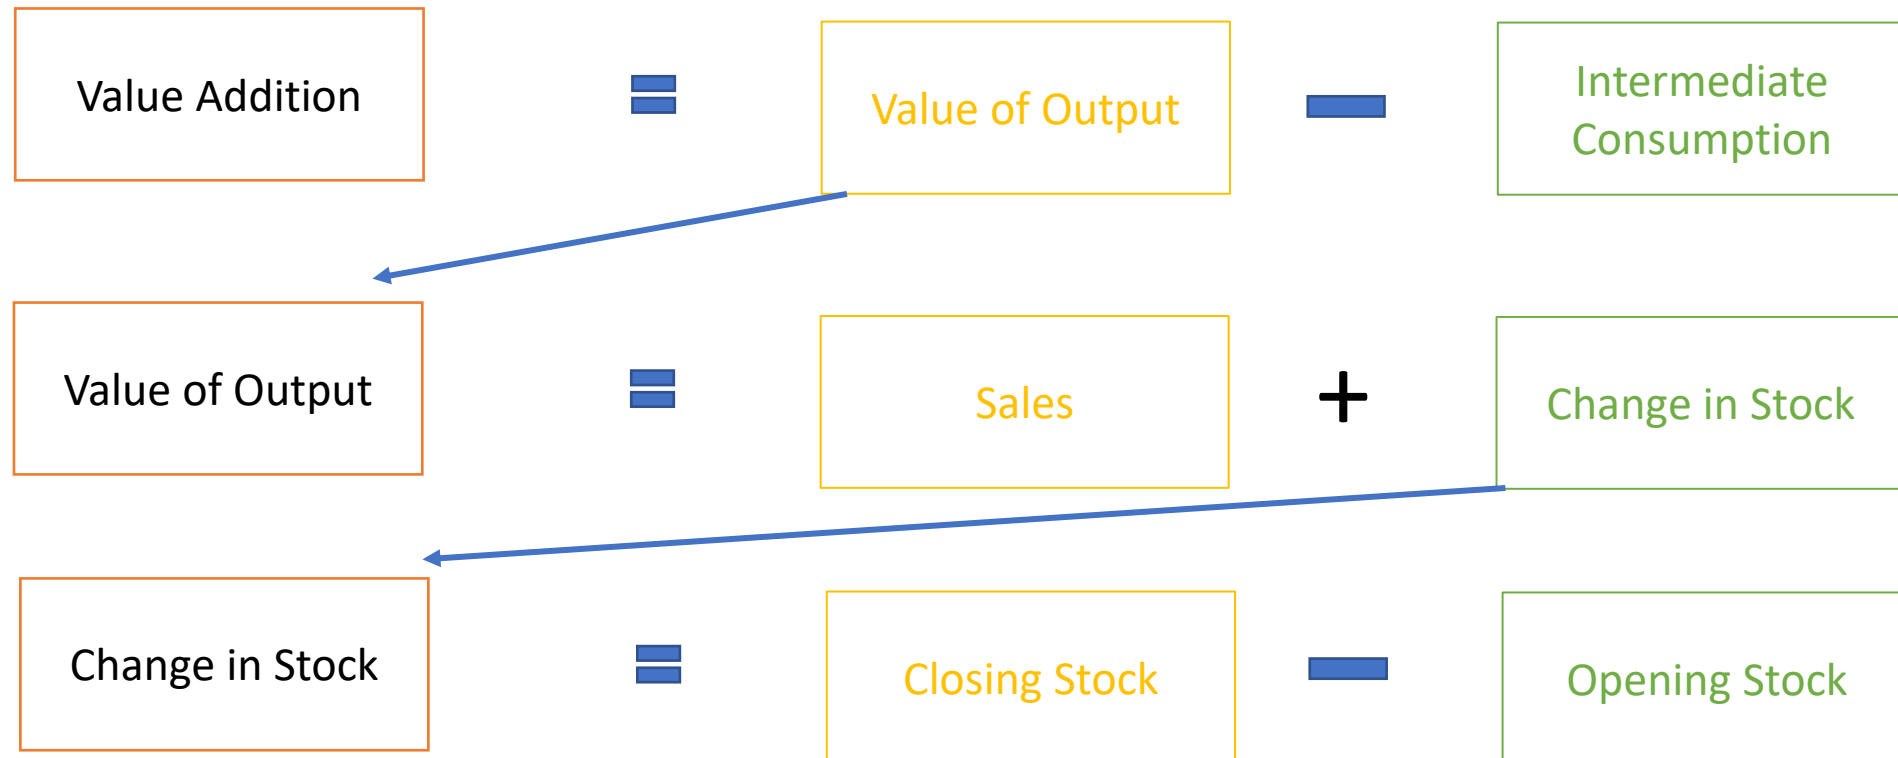 Value Addition
Value of Output
Intermediate
Consumption
Value of Output
Sales
+
Change in Stock
Change in Stock
Closing Stock
Opening Stock